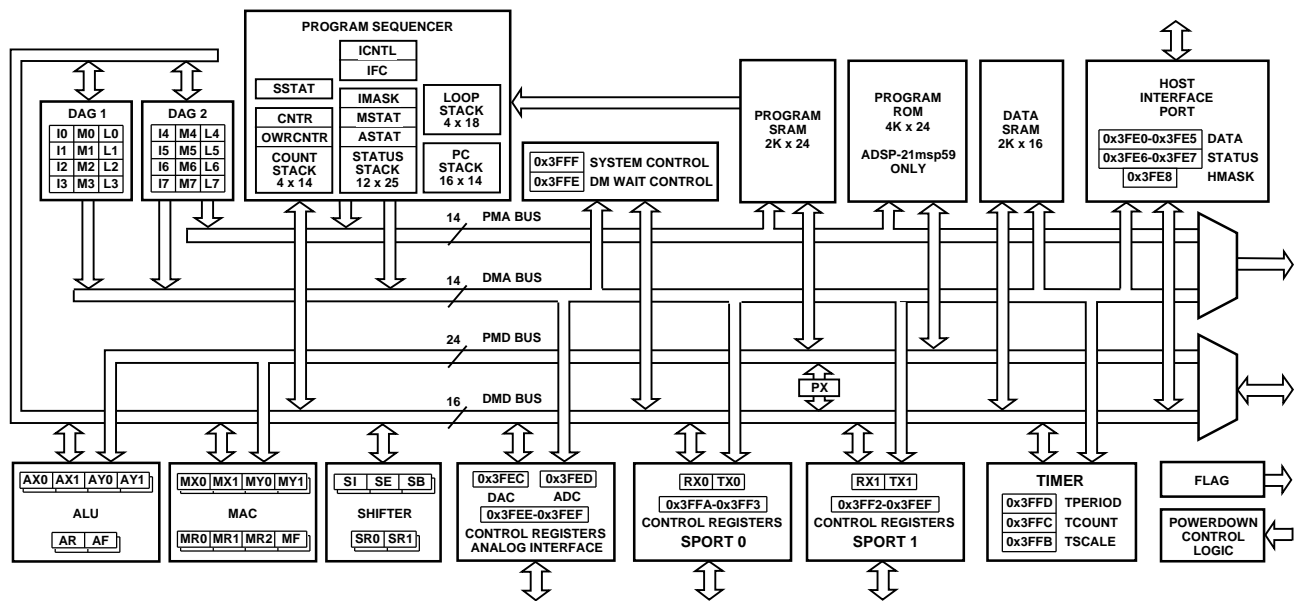 PROGRAM SEQUENCER
ICNTL
IFC
SSTAT
CNTR
OWRCNTR
COUNT
STACK
4 x 14
IMASK
MSTAT
ASTAT
STATUS
STACK
12 x 25
LOOP
STACK
4 x 18
PC
STACK
16 x 14
DAG 1
I0 M0 L0
I1 M1 L1
I2 M2 L2
I3 M3 L3
DAG 2
I4 M4 L4
I5 M5 L5
I6 M6 L6
I7 M7 L7
0x3FFF SYSTEM CONTROL
0x3FFE DM WAIT CONTROL
PROGRAM
SRAM
2K x 24
PROGRAM
ROM
4K x 24
ADSP-21msp59
ONLY
DATA
SRAM
2K x 16
HOST
INTERFACE
PORT
0x3FE0-0x3FE5 DATA
0x3FE6-0x3FE7 STATUS
0x3FE8 HMASK
14 PMA BUS
14 DMA BUS
24 PMD BUS
PX
16 DMD BUS
AX0 AX1 AY0 AY1
ALU
AR AF
MX0 MX1 MY0 MY1
MAC
MR0 MR1 MR2 MF
SI SE SB
SHIFTER
SR0 SR1
0x3FEC 0x3FED
DAC ADC
0x3FEE-0x3FEF
CONTROL REGISTERS
ANALOG INTERFACE
RX0 TX0
0x3FFA-0x3FF3
CONTROL REGISTERS
SPORT 0
RX1 TX1
0x3FF2-0x3FEF
CONTROL REGISTERS
SPORT 1
TIMER
0x3FFD TPERIOD
0x3FFC TCOUNT
0x3FFB TSCALE
FLAG
POWERDOWN
CONTROL
LOGIC